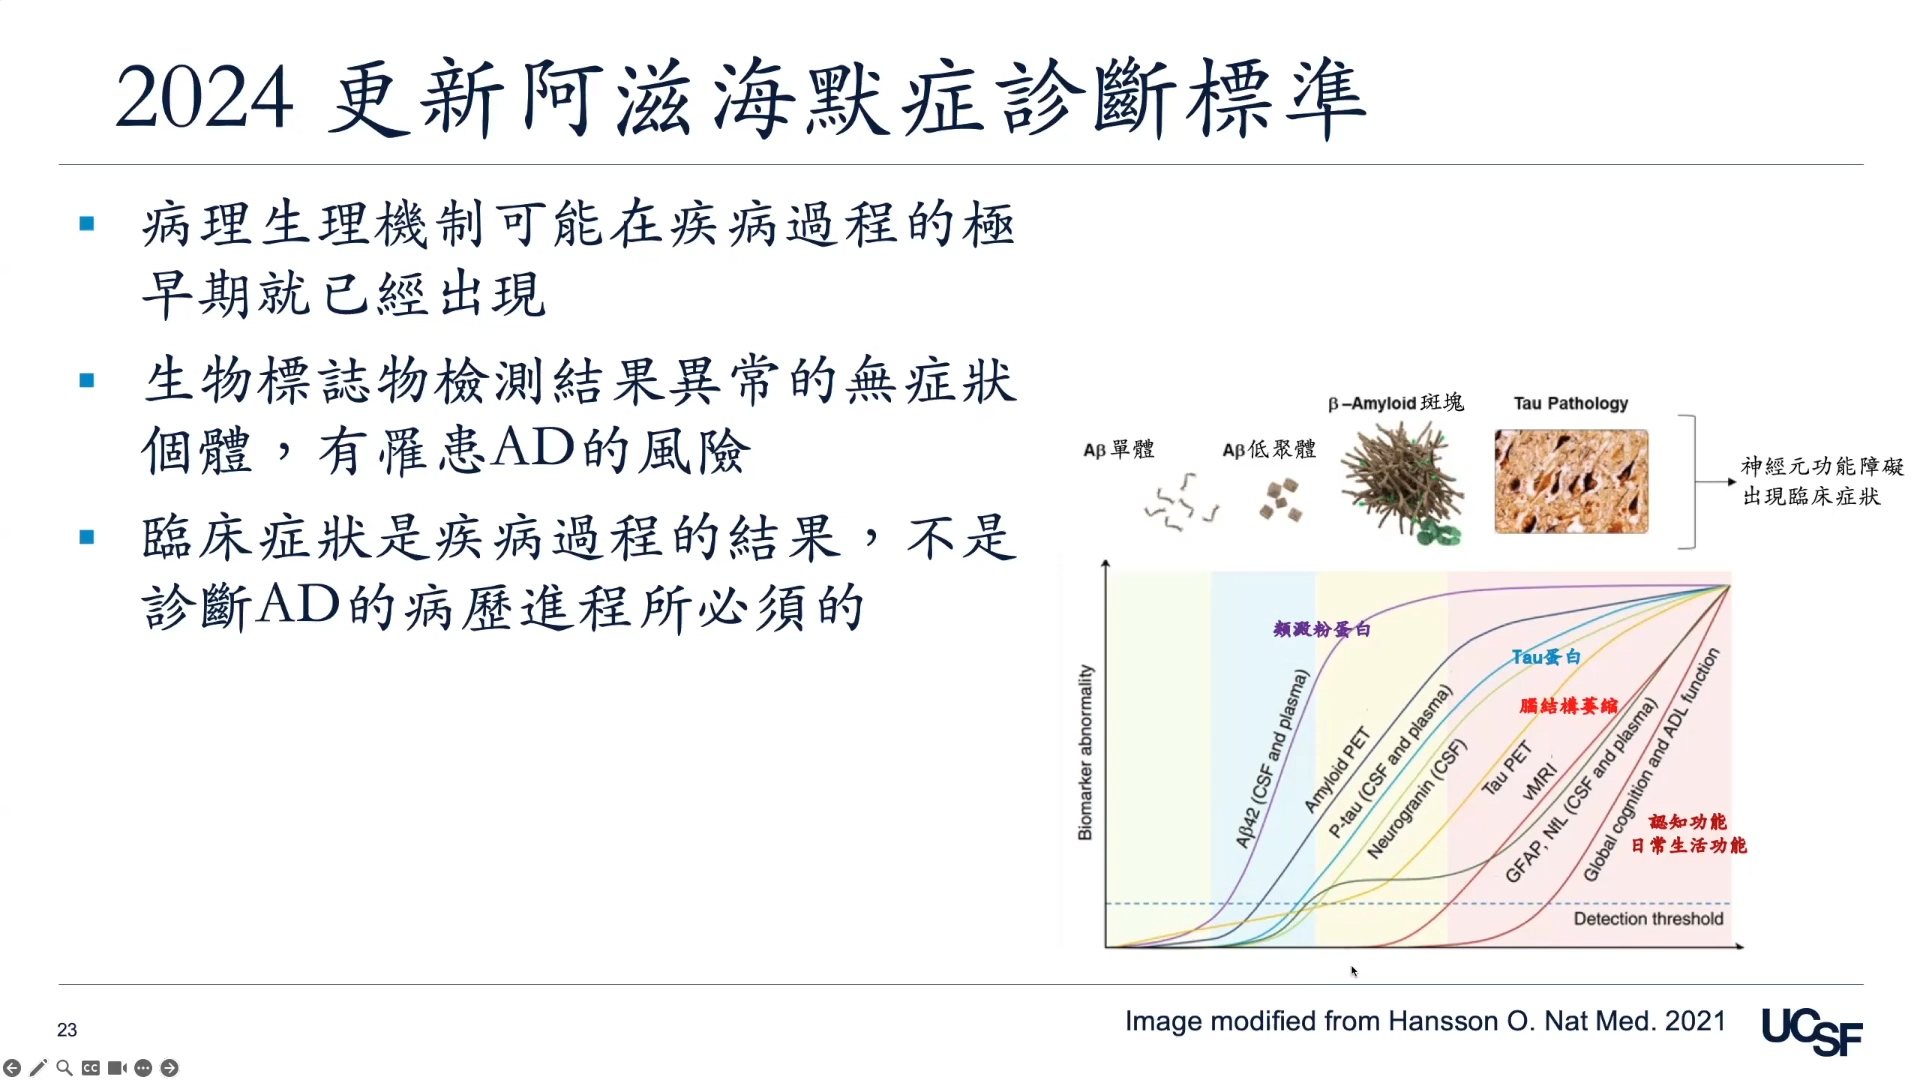 2024 更新阿滋海默症診斷標準
病理生理機制可能在疾病過程的極
早期就已經出現
生物標誌物檢測結果異常的無症狀
個體，有罹患AD的風險
臨床症狀是疾病過程的結果，不是
診斷AD的病歷進程所必須的
Aβ單體
Aβ低聚體
β–Amyloid斑塊
Tau Pathology
神經元功能障礙
出現臨床症狀
Biomarker abnormality
類澱粉蛋白
Tau蛋白
腦結構萎縮
認知功能
日常生活功能
Aβ42 (CSF and plasma)
Amyloid PET
P-tau (CSF and plasma)
Neurogranin (CSF)
Tau PET
vMRI
GFAP, NfL (CSF and plasma)
Global cognition and ADL function
Detection threshold
Image modified from Hansson O. Nat Med. 2021
UCSF
23
CC